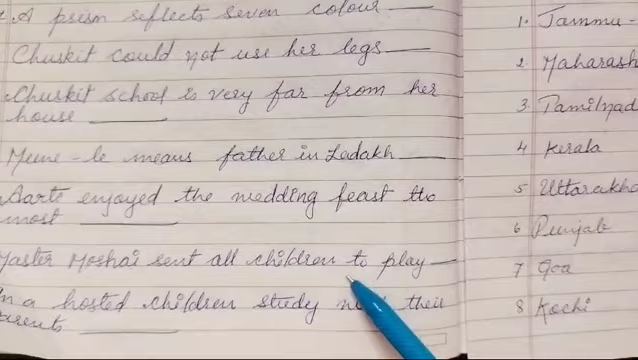 A prism reflects seven colour
Chuskit could not use her legs
Chuskit school is very far from her
house
Meme-le means father in Ladakh
Aarte enjoyed the wedding feast the
most
Master Moshai sent all children to play
In a hosted children study their
parents
1. Jammu-
2 Maharash
3 Tamilnad
4 Kerala
5 Uttarakha
6 Punjab
7 Goa
8 Kochi